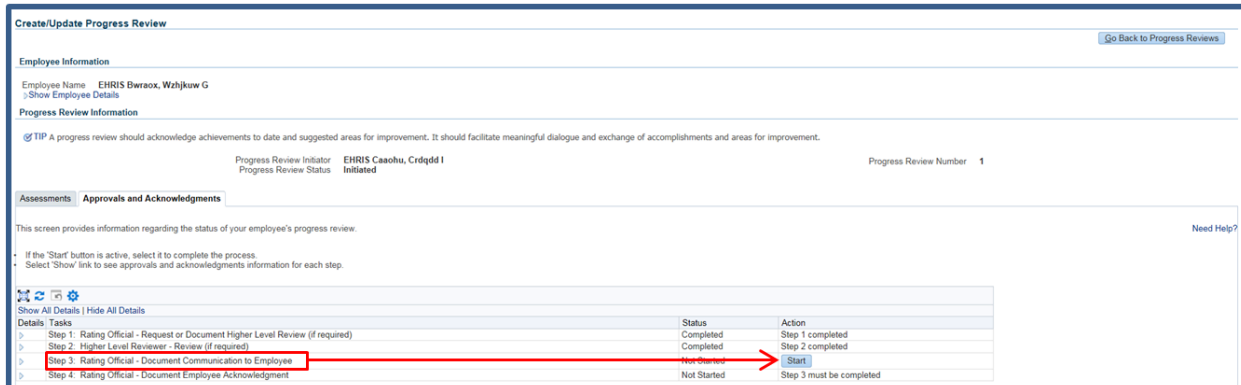 Create/Update Progress Review
Go Back to Progress Reviews
Employee Information
Employee Name EHRIS Bwraox, Wzhjkuw G
Show Employee Details
Progress Review Information
TIP A progress review should acknowledge achievements to date and suggested areas for improvement. It should facilitate meaningful dialogue and exchange of accomplishments and areas for improvement.
Progress Review Initiator EHRIS Caaohu, Crdqdd I Progress Review Number 1
Progress Review Status Initiated
Assessments Approvals and Acknowledgments
This screen provides information regarding the status of your employee's progress review. Need Help?
• If the 'Start' button is active, select it to complete the process.
• Select 'Show' link to see approvals and acknowledgments information for each step.
Show All Details | Hide All Details
Details Tasks Status Action
Step 1: Rating Official - Request or Document Higher Level Review (if required) Completed Step 1 completed
Step 2: Higher Level Reviewer - Review (if required) Completed Step 2 completed
Step 3: Rating Official - Document Communication to Employee Not Started Start
Step 4: Rating Official - Document Employee Acknowledgment Not Started Step 3 must be completed